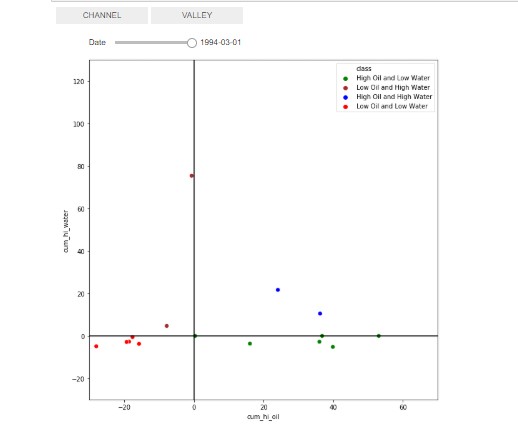 CHANNEL VALLEY
Date 1994-03-01
class
High Oil and Low Water
Low Oil and High Water
High Oil and High Water
Low Oil and Low Water
120
100
80
60
40
20
0
−20
cum_hi_water
−20 0 20 40 60
cum_hi_oil